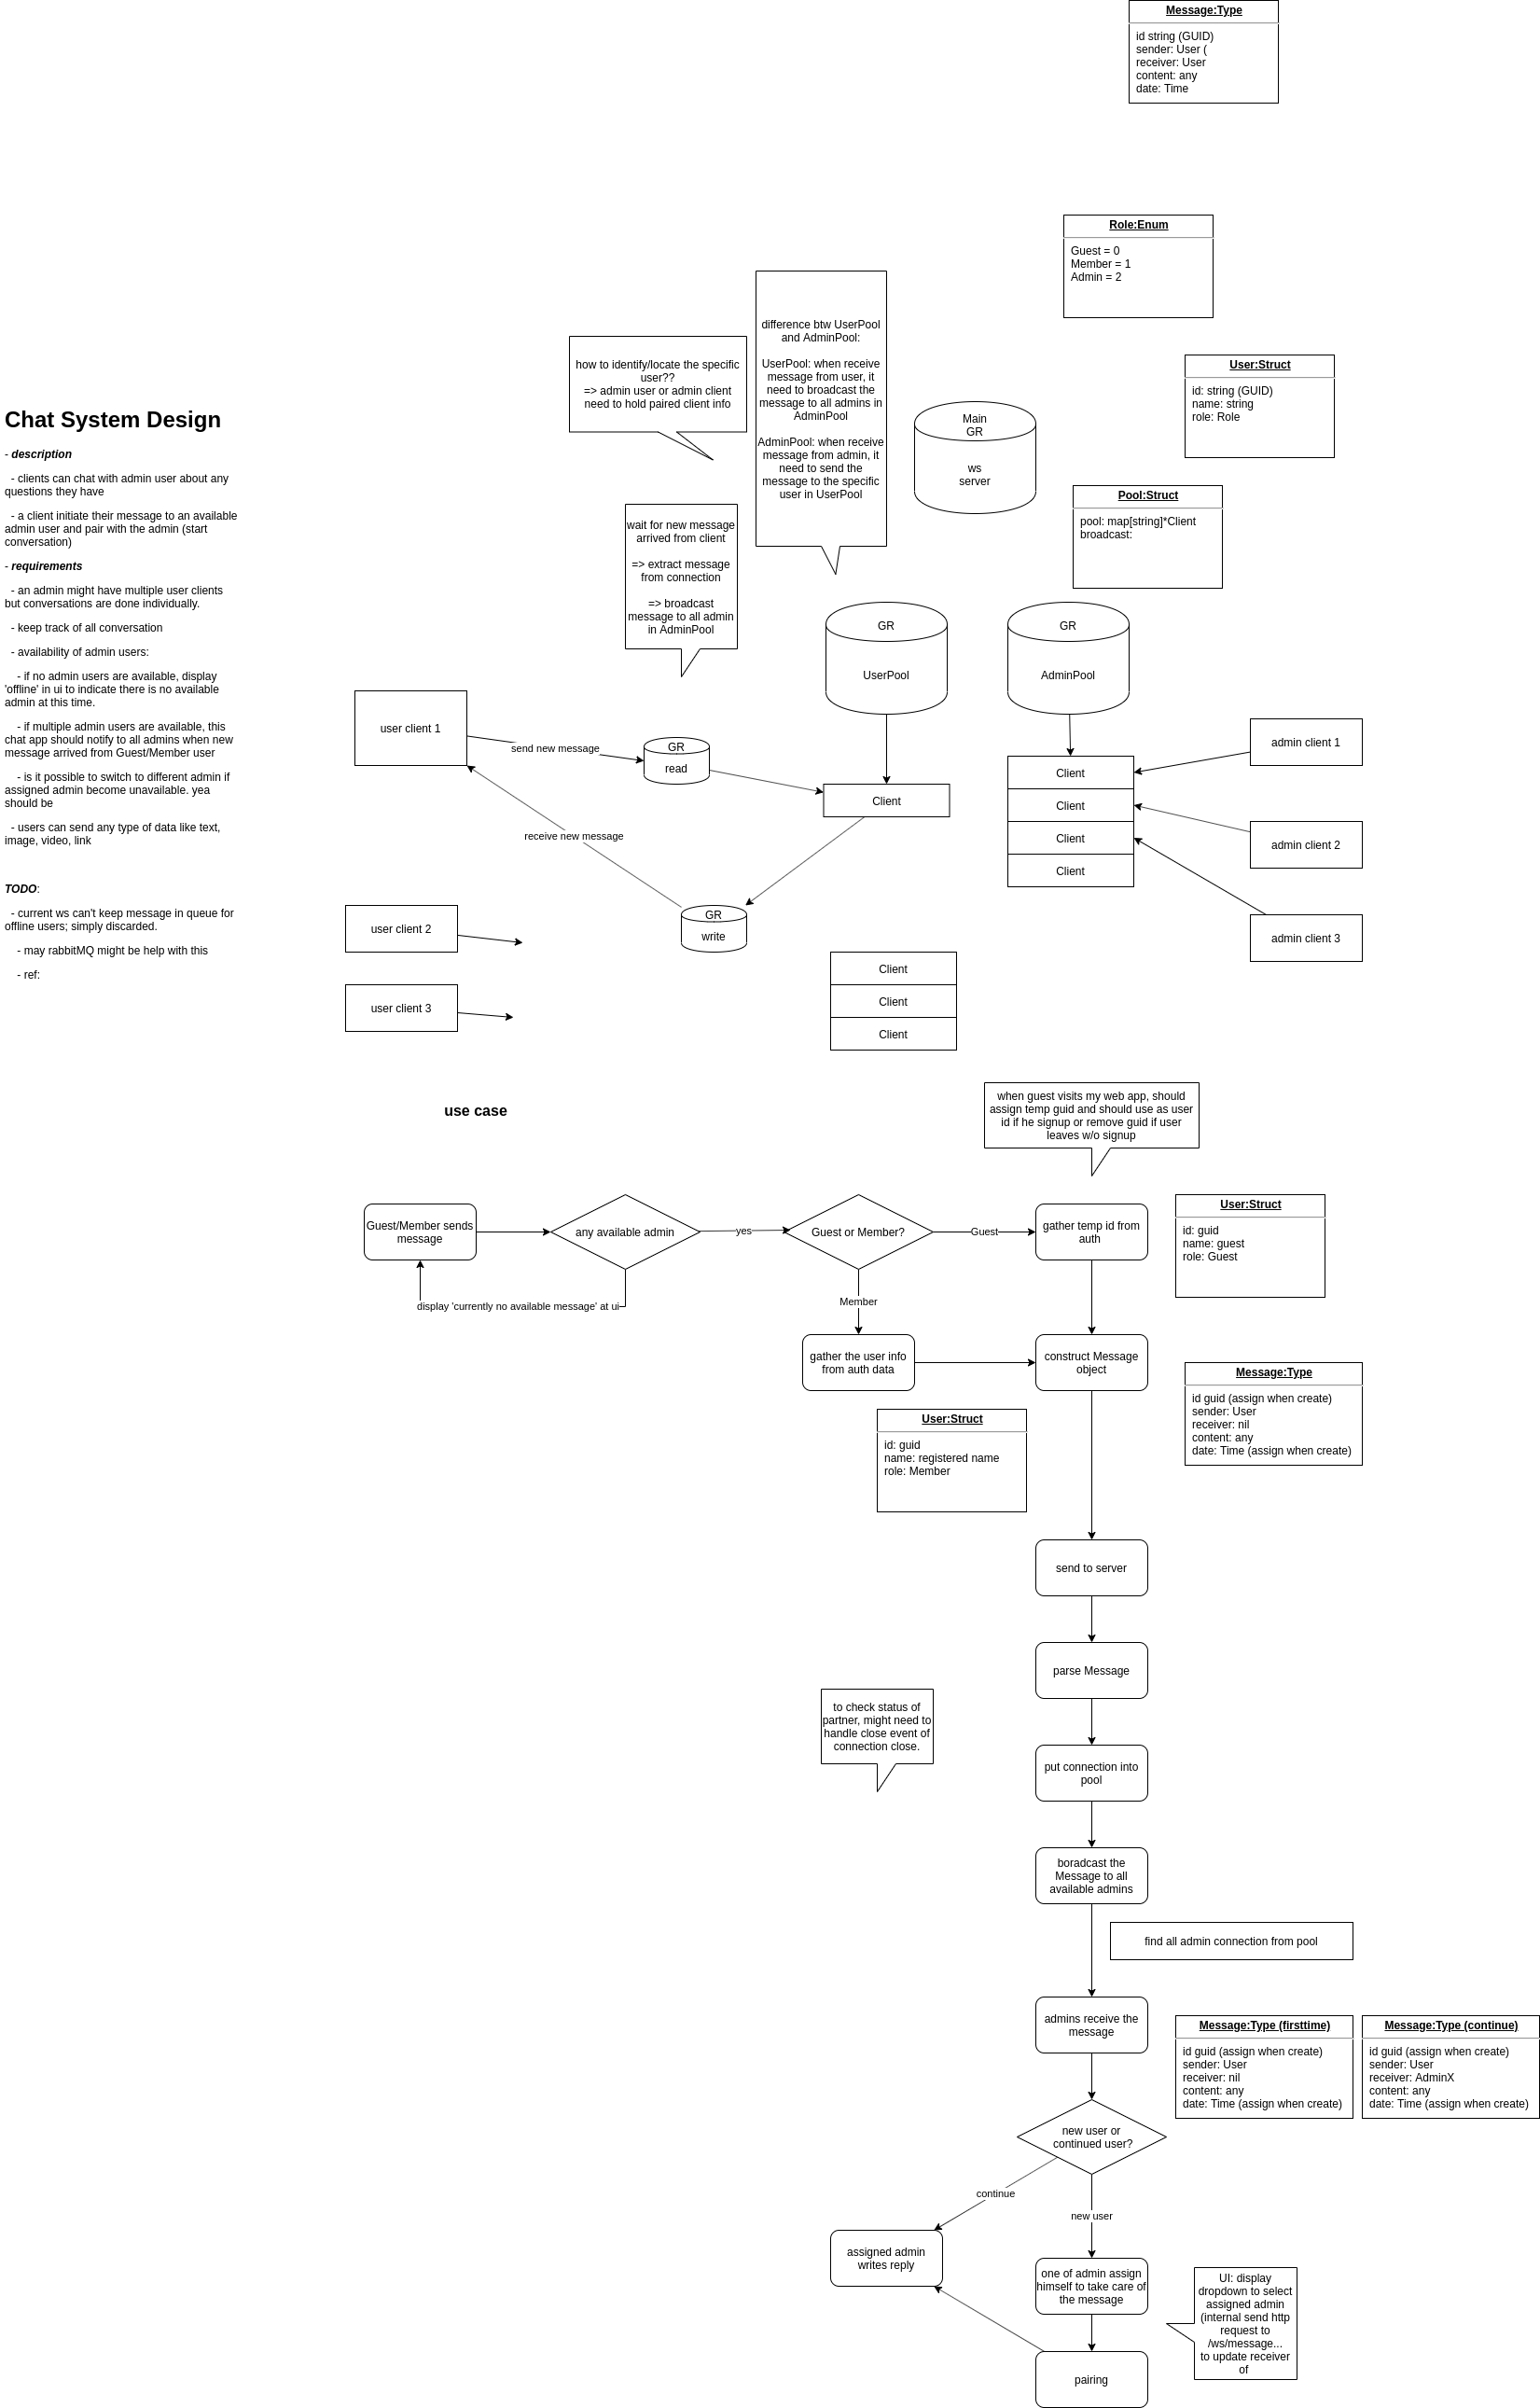 Message:Type
id string (GUID)
sender: User (
receiver: User
content: any
date: Time
Role:Enum
Guest = 0
Member = 1
Admin = 2
User:Struct
id: string (GUID)
name: string
role: Role
Pool:Struct
pool: map[string]*Client
broadcast:
how to identify/locate the specific
user??
=> admin user or admin client
need to hold paired client info
difference btw UserPool
and AdminPool:
UserPool: when receive
message from user, it
need to broadcast the
message to all admins in
AdminPool
AdminPool: when receive
message from admin, it
need to send the
message to the specific
user in UserPool
Main
GR
ws
server
Chat System Design
- description
- clients can chat with admin user about any
questions they have
- a client initiate their message to an available
admin user and pair with the admin (start
conversation)
- requirements
- an admin might have multiple user clients
but conversations are done individually.
- keep track of all conversation
- availability of admin users:
- if no admin users are available, display
'offline' in ui to indicate there is no available
admin at this time.
- if multiple admin users are available, this
chat app should notify to all admins when new
message arrived from Guest/Member user
- is it possible to switch to different admin if
assigned admin become unavailable. yea
should be
- users can send any type of data like text,
image, video, link
TODO:
- current ws can't keep message in queue for
offline users; simply discarded.
- may rabbitMQ might be help with this
- ref:
wait for new message
arrived from client
=> extract message
from connection
=> broadcast
message to all admin
in AdminPool
GR
UserPool
GR
AdminPool
user client 1
send new message
GR
read
Client
receive new message
GR
write
Client
Client
Client
Client
admin client 1
admin client 2
admin client 3
user client 2
user client 3
Client
Client
Client
use case
when guest visits my web app, should
assign temp guid and should use as user
id if he signup or remove guid if user
leaves w/o signup
Guest/Member sends
message
any available admin
yes
Guest or Member?
Guest
gather temp id from
auth
User:Struct
id: guid
name: guest
role: Guest
display 'currently no available message' at ui
Member
gather the user info
from auth data
construct Message
object
Message:Type
id guid (assign when create)
sender: User
receiver: nil
content: any
date: Time (assign when create)
User:Struct
id: guid
name: registered name
role: Member
send to server
parse Message
to check status of
partner, might need to
handle close event of
connection close.
put connection into
pool
boradcast the
Message to all
available admins
find all admin connection from pool
admins receive the
message
Message:Type (firsttime)
id guid (assign when create)
sender: User
receiver: nil
content: any
date: Time (assign when create)
Message:Type (continue)
id guid (assign when create)
sender: User
receiver: AdminX
content: any
date: Time (assign when create)
new user or
continued user?
continue
new user
assigned admin
writes reply
one of admin assign
himself to take care of
the message
UI: display
dropdown to select
assigned admin
(internal send http
request to
/ws/message...
to update receiver
of
pairing